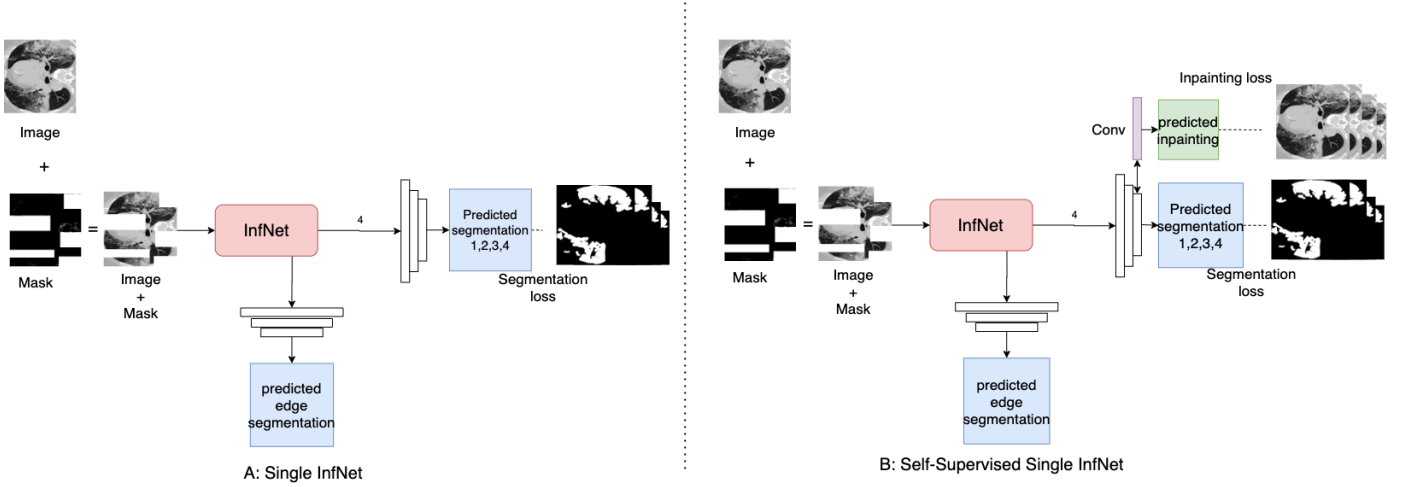 Image
+
Mask
=
Image
+
Mask
InfNet
4
Predicted
segmentation
1,2,3,4
Segmentation
loss
predicted
edge
segmentation
A: Single InfNet
Image
+
Mask
=
Image
+
Mask
InfNet
4
Conv
predicted
inpainting
Inpainting loss
Predicted
segmentation
1,2,3,4
Segmentation
loss
predicted
edge
segmentation
B: Self-Supervised Single InfNet